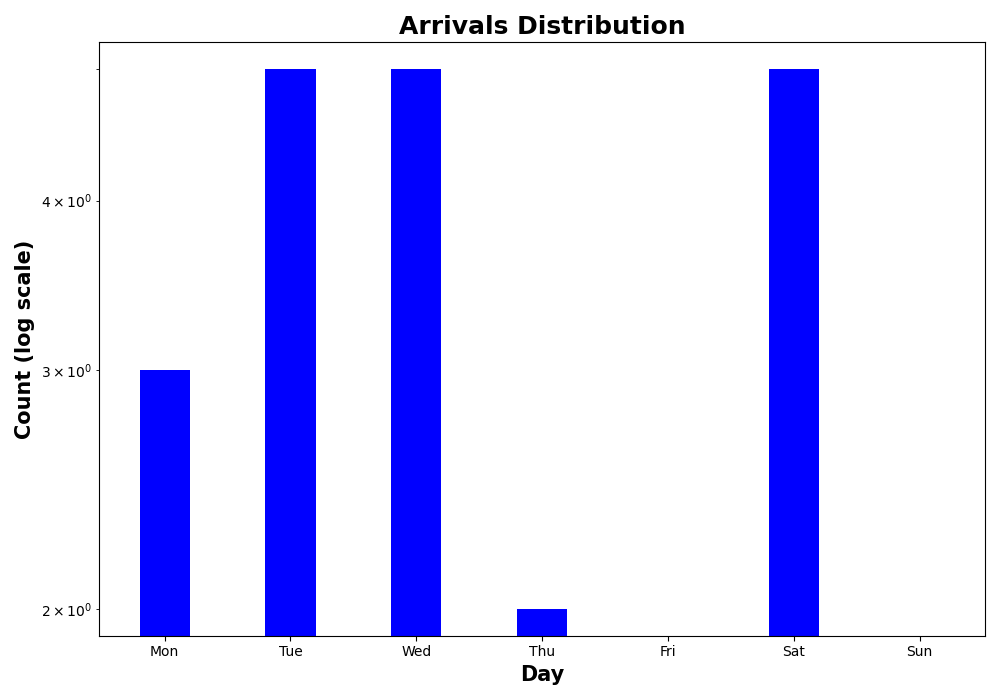 Arrivals Distribution
Count (log scale)
4 × 10⁰
3 × 10⁰
2 × 10⁰
Mon Tue Wed Thu Fri Sat Sun
Day